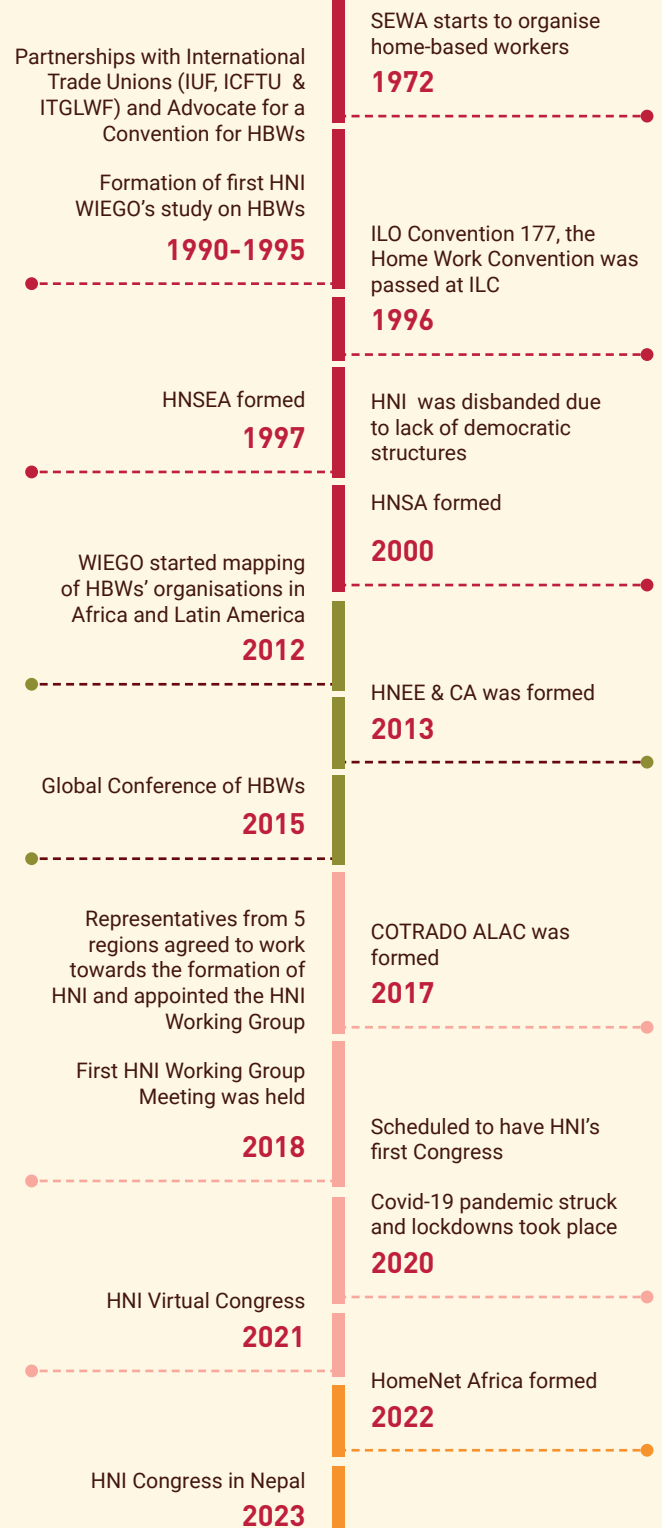 SEWA starts to organise
home-based workers
1972
Partnerships with International
Trade Unions (IUF, ICFTU & 
ITGLWF) and Advocate for a
Convention for HBWs
Formation of first HNI
WIEGO's study on HBWs
1990-1995
ILO Convention 177, the
Home Work Convention was
passed at ILC
1996
HNSEA formed
1997
HNI was disbanded due
to lack of democratic
structures
HNSA formed
2000
WIEGO started mapping
of HBWs' organisations in
Africa and Latin America
2012
HNEE & CA was formed
2013
Global Conference of HBWs
2015
COTRADO ALAC was
formed
2017
Representatives from 5
regions agreed to work
towards the formation of
HNI and appointed the HNI
Working Group
First HNI Working Group
Meeting was held
2018
Scheduled to have HNI's
first Congress
Covid-19 pandemic struck
and lockdowns took place
2020
HNI Virtual Congress
2021
HomeNet Africa formed
2022
HNI Congress in Nepal
2023